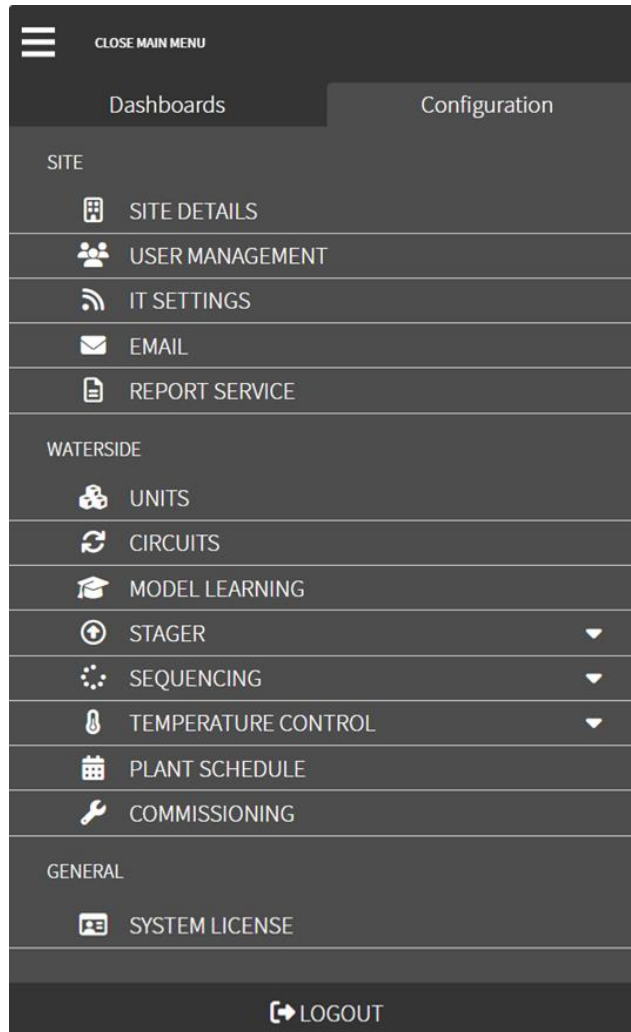 CLOSE MAIN MENU
Dashboards
Configuration
SITE
SITE DETAILS
USER MANAGEMENT
IT SETTINGS
EMAIL
REPORT SERVICE
WATERSIDE
UNITS
CIRCUITS
MODEL LEARNING
STAGER
SEQUENCING
TEMPERATURE CONTROL
PLANT SCHEDULE
COMMISSIONING
GENERAL
SYSTEM LICENSE
LOGOUT